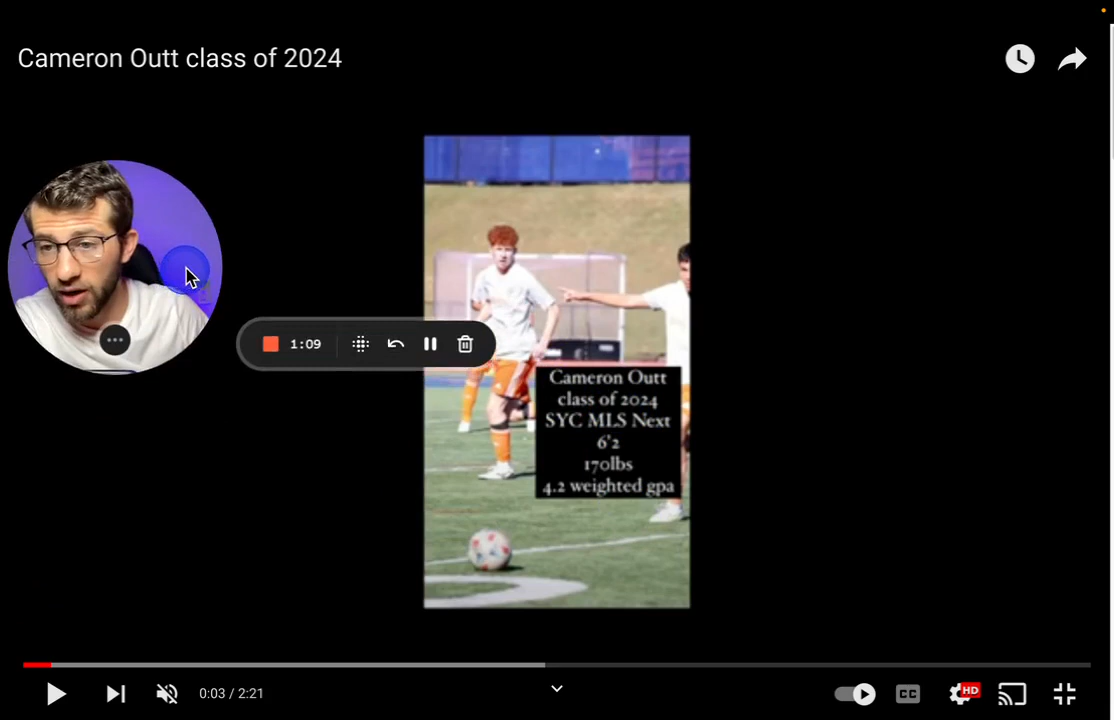 Cameron Outt class of 2024
1:09
Cameron Outt
class of 2024
SYC MLS Next
6'2
170lbs
4.2 weighted gpa
0:03 / 2:21
CC
HD